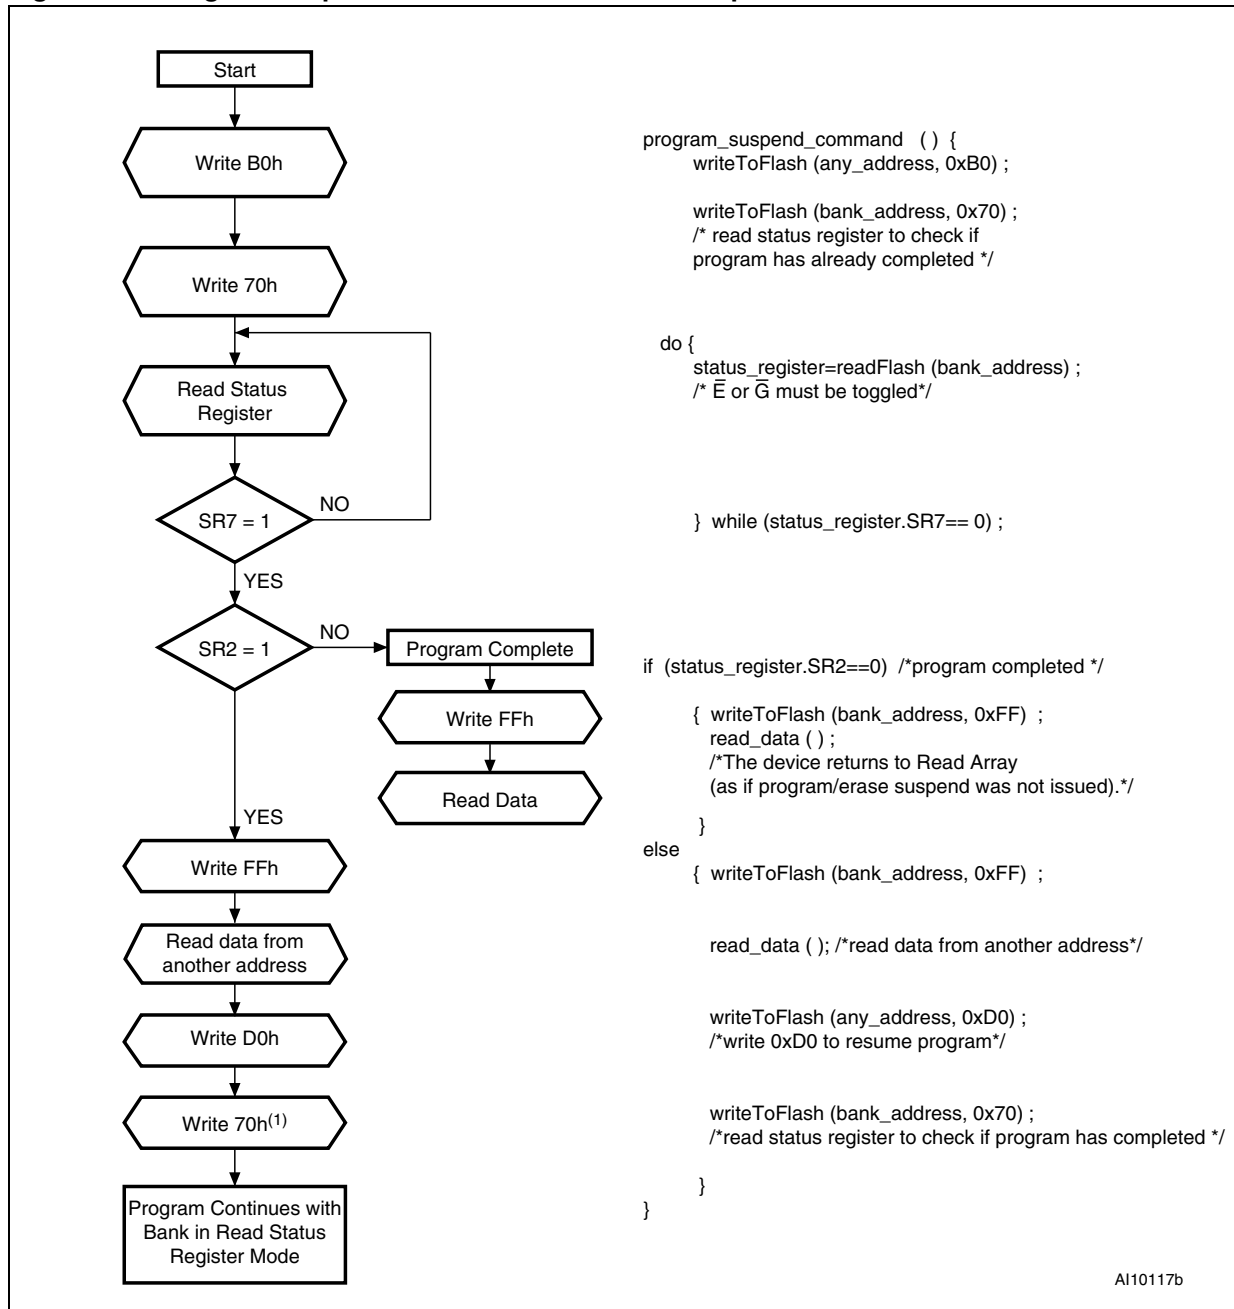 Start
Write B0h
Write 70h
Read Status
Register
SR7 = 1
NO
YES
SR2 = 1
NO
Program Complete
Write FFh
Read Data
YES
Write FFh
Read data from
another address
Write D0h
Write 70h(1)
Program Continues with
Bank in Read Status
Register Mode
program_suspend_command ( ) {
writeToFlash (any_address, 0xB0) ;
writeToFlash (bank_address, 0x70) ;
/* read status register to check if
program has already completed */
do {
status_register=readFlash (bank_address) ;
/* E̅ or G̅ must be toggled*/
} while (status_register.SR7== 0) ;
if (status_register.SR2==0) /*program completed */
{ writeToFlash (bank_address, 0xFF) ;
read_data ( ) ;
/*The device returns to Read Array
(as if program/erase suspend was not issued).*/
}
else
{ writeToFlash (bank_address, 0xFF) ;
read_data ( ); /*read data from another address*/
writeToFlash (any_address, 0xD0) ;
/*write 0xD0 to resume program*/
writeToFlash (bank_address, 0x70) ;
/*read status register to check if program has completed */
}
}
AI10117b